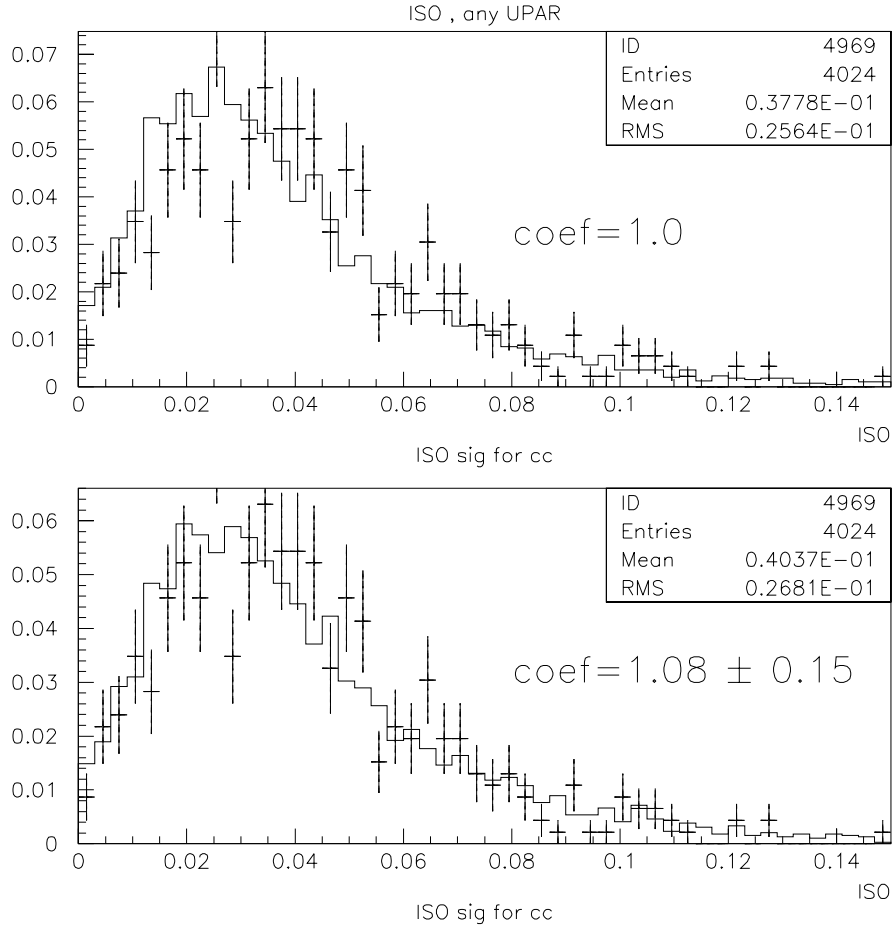 ISO , any UPAR
ID 4969
Entries 4024
Mean 0.3778E-01
RMS 0.2564E-01
coef=1.0
0.07
0.06
0.05
0.04
0.03
0.02
0.01
0
0 0.02 0.04 0.06 0.08 0.1 0.12 0.14
ISO
ISO sig for cc
ID 4969
Entries 4024
Mean 0.4037E-01
RMS 0.2681E-01
coef=1.08 ± 0.15
0.06
0.05
0.04
0.03
0.02
0.01
0
0 0.02 0.04 0.06 0.08 0.1 0.12 0.14
ISO
ISO sig for cc